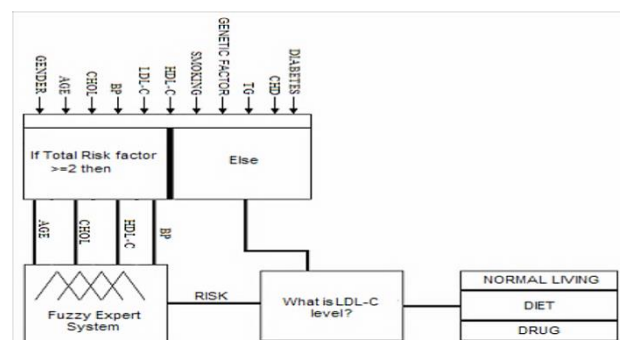 GENDER
AGE
CHOL
BP
LDL-C
HDL-C
SMOKING
GENETIC FACTOR
TG
CHD
DIABETES
If Total Risk factor
>=2 then
Else
AGE
CHOL
HDL-C
BP
Fuzzy Expert
System
RISK
What is LDL-C
level?
NORMAL LIVING
DIET
DRUG